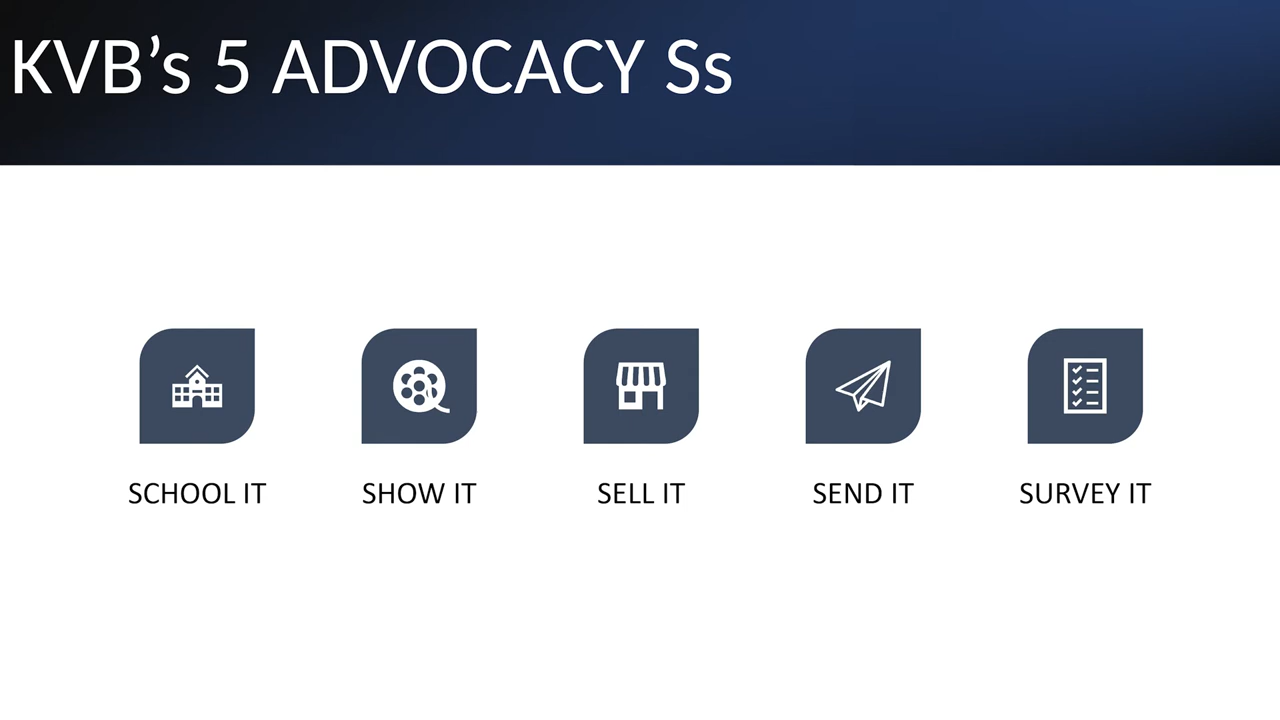 KVB’s 5 ADVOCACY Ss
SCHOOL IT
SHOW IT
SELL IT
SEND IT
SURVEY IT